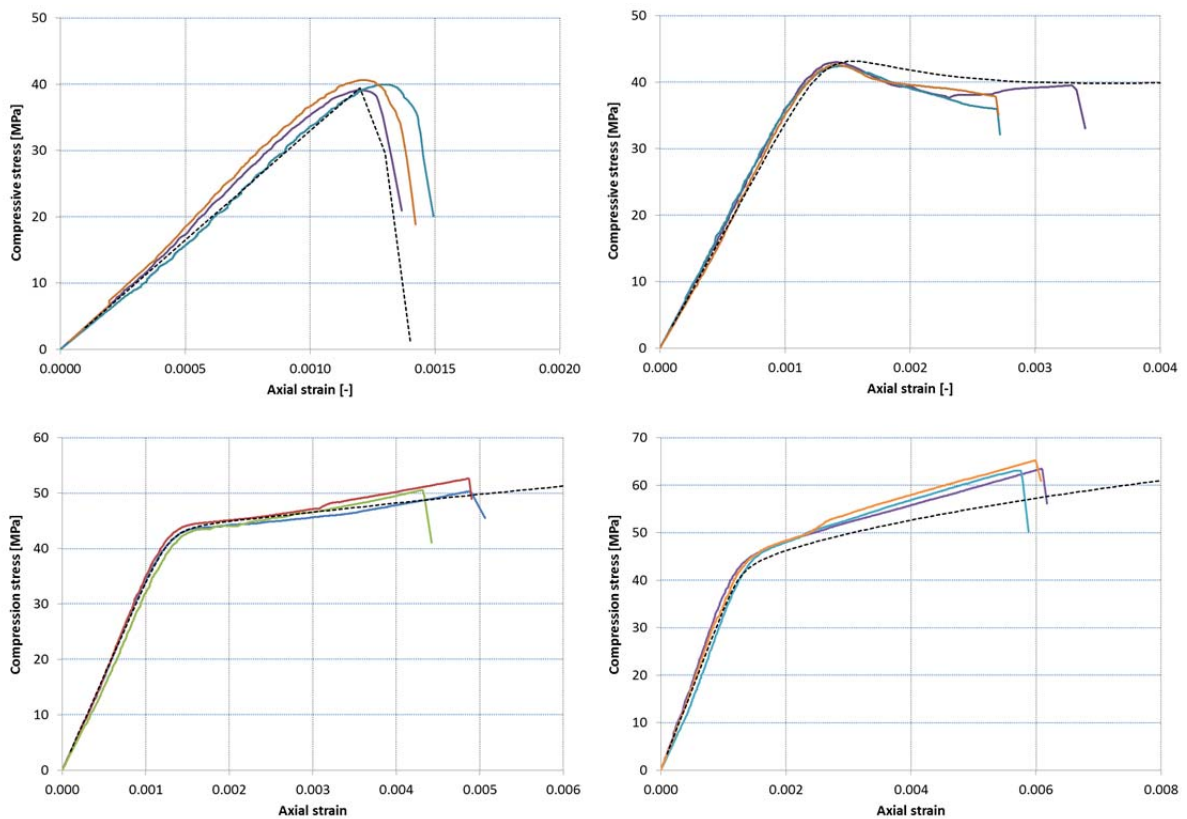 50
40
30
20
10
0
Compressive stress [MPa]
0.0000 0.0005 0.0010 0.0015 0.0020
Axial strain [-]
50
40
30
20
10
0
Compressive stress [MPa]
0.000 0.001 0.002 0.003 0.004
Axial strain [-]
60
50
40
30
20
10
0
Compression stress [MPa]
0.000 0.001 0.002 0.003 0.004 0.005 0.006
Axial strain
70
60
50
40
30
20
10
0
Compression stress [MPa]
0.000 0.002 0.004 0.006 0.008
Axial strain